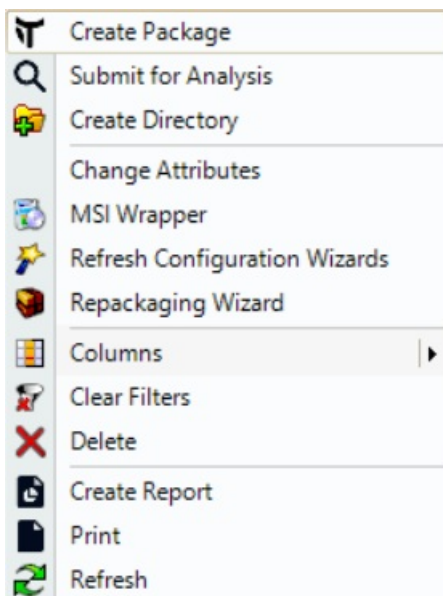 Create Package
Submit for Analysis
Create Directory
Change Attributes
MSI Wrapper
Refresh Configuration Wizards
Repackaging Wizard
Columns
Clear Filters
Delete
Create Report
Print
Refresh